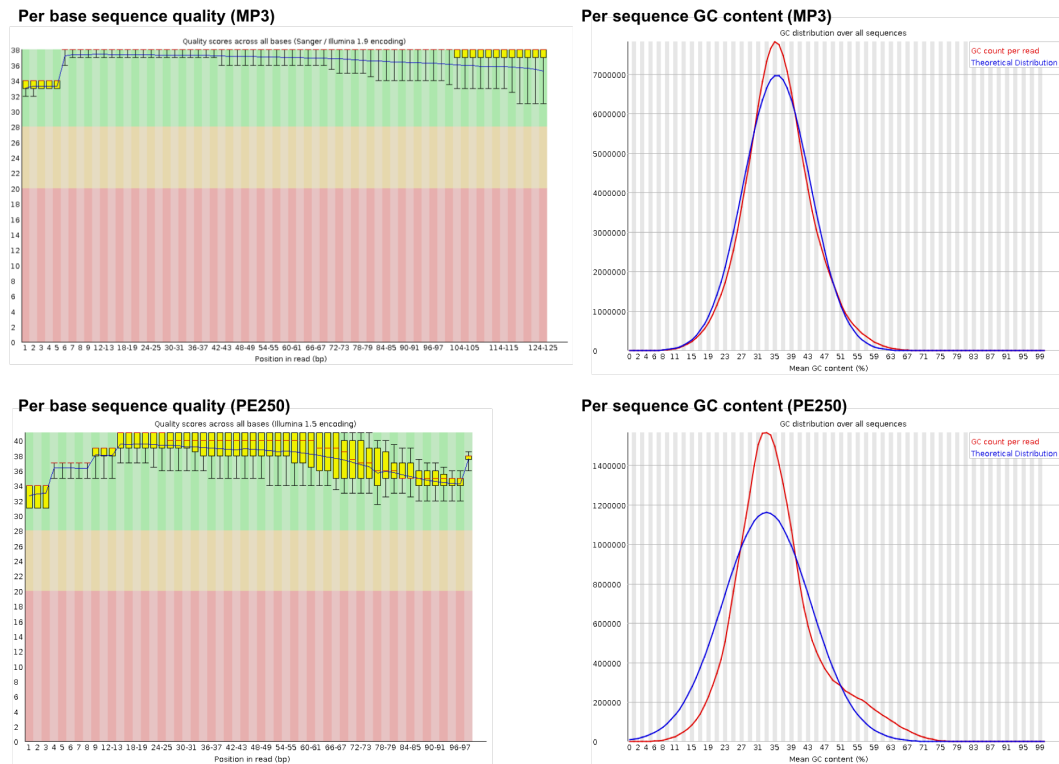 Per base sequence quality (MP3)
Quality scores across all bases (Sanger / Illumina 1.9 encoding)
38
36
34
32
30
28
26
24
22
20
18
16
14
12
10
8
6
4
2
0
1 2 3 4 5 6 7 8 9 12-13 18-19 24-25 30-31 36-37 42-43 48-49 54-55 60-61 66-67 72-73 78-79 84-85 90-91 96-97 104-105 114-115 124-125
Position in read (bp)
Per sequence GC content (MP3)
GC distribution over all sequences
GC count per read
Theoretical Distribution
7000000
6000000
5000000
4000000
3000000
2000000
1000000
0
0 2 4 6 8 11 15 19 23 27 31 35 39 43 47 51 55 59 63 67 71 75 79 83 87 91 95 99
Mean GC content (%)
Per base sequence quality (PE250)
Quality scores across all bases (Illumina 1.5 encoding)
40
38
36
34
32
30
28
26
24
22
20
18
16
14
12
10
8
6
4
2
0
1 2 3 4 5 6 7 8 9 12-13 18-19 24-25 30-31 36-37 42-43 48-49 54-55 60-61 66-67 72-73 78-79 84-85 90-91 96-97
Position in read (bp)
Per sequence GC content (PE250)
GC distribution over all sequences
GC count per read
Theoretical Distribution
1400000
1200000
1000000
800000
600000
400000
200000
0
0 2 4 6 8 11 15 19 23 27 31 35 39 43 47 51 55 59 63 67 71 75 79 83 87 91 95 99
Mean GC content (%)